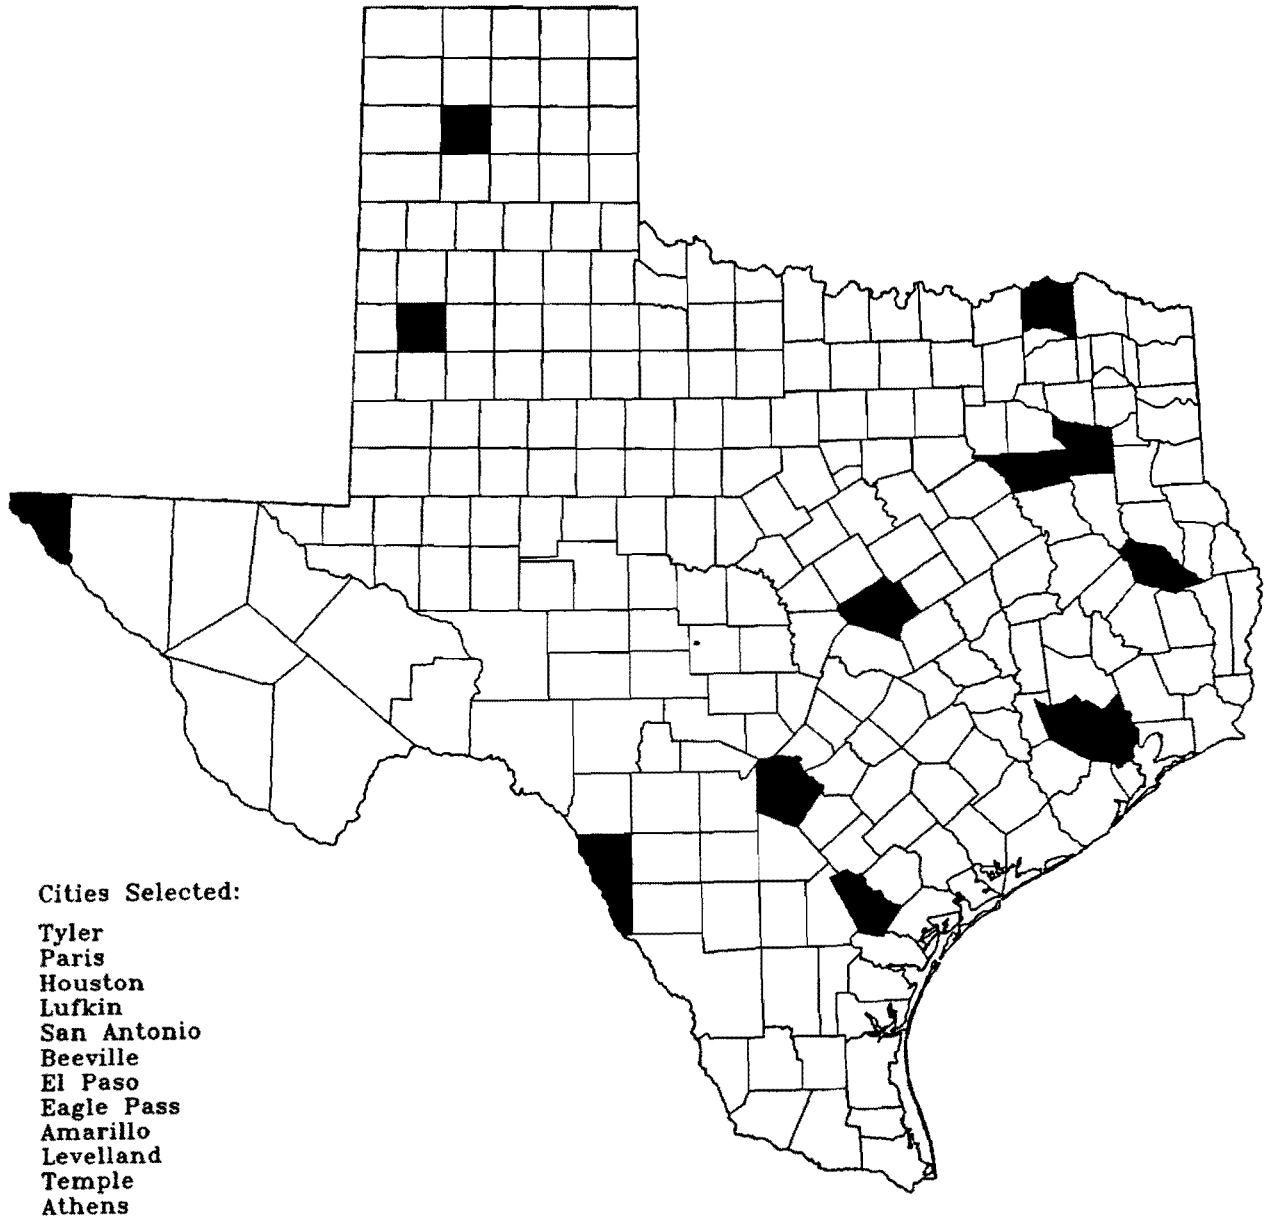 Cities Selected:
Tyler
Paris
Houston
Lufkin
San Antonio
Beeville
El Paso
Eagle Pass
Amarillo
Levelland
Temple
Athens